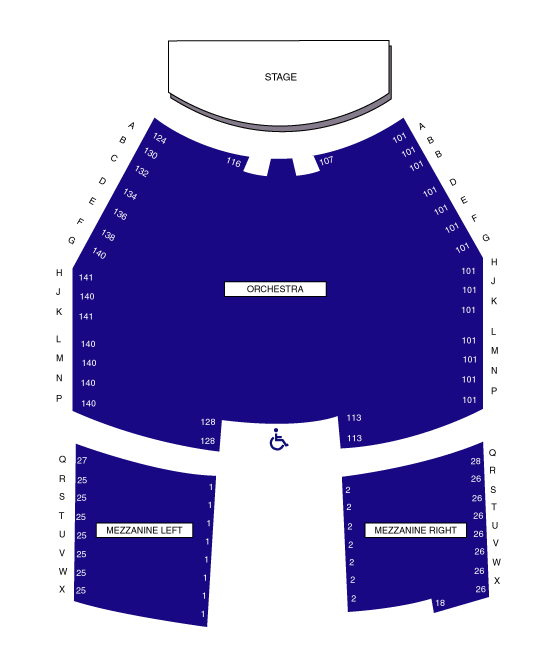 STAGE
A
A
124
101
B
B
130
101
116
107
C
B
132
101
D
D
134
101
E
E
136
101
F
F
138
101
G
G
140
101
H
H
141
101
J
J
140
101
ORCHESTRA
K
K
141
101
L
L
140
101
M
M
140
101
N
N
140
101
P
P
140
101
128
113
128
113
Q
27
28
Q
R
25
1
2
26
R
S
25
1
2
26
S
T
25
1
2
26
T
MEZZANINE LEFT
MEZZANINE RIGHT
U
25
1
2
26
U
V
25
1
2
26
V
W
25
1
2
26
W
X
25
1
2
26
X
1
18